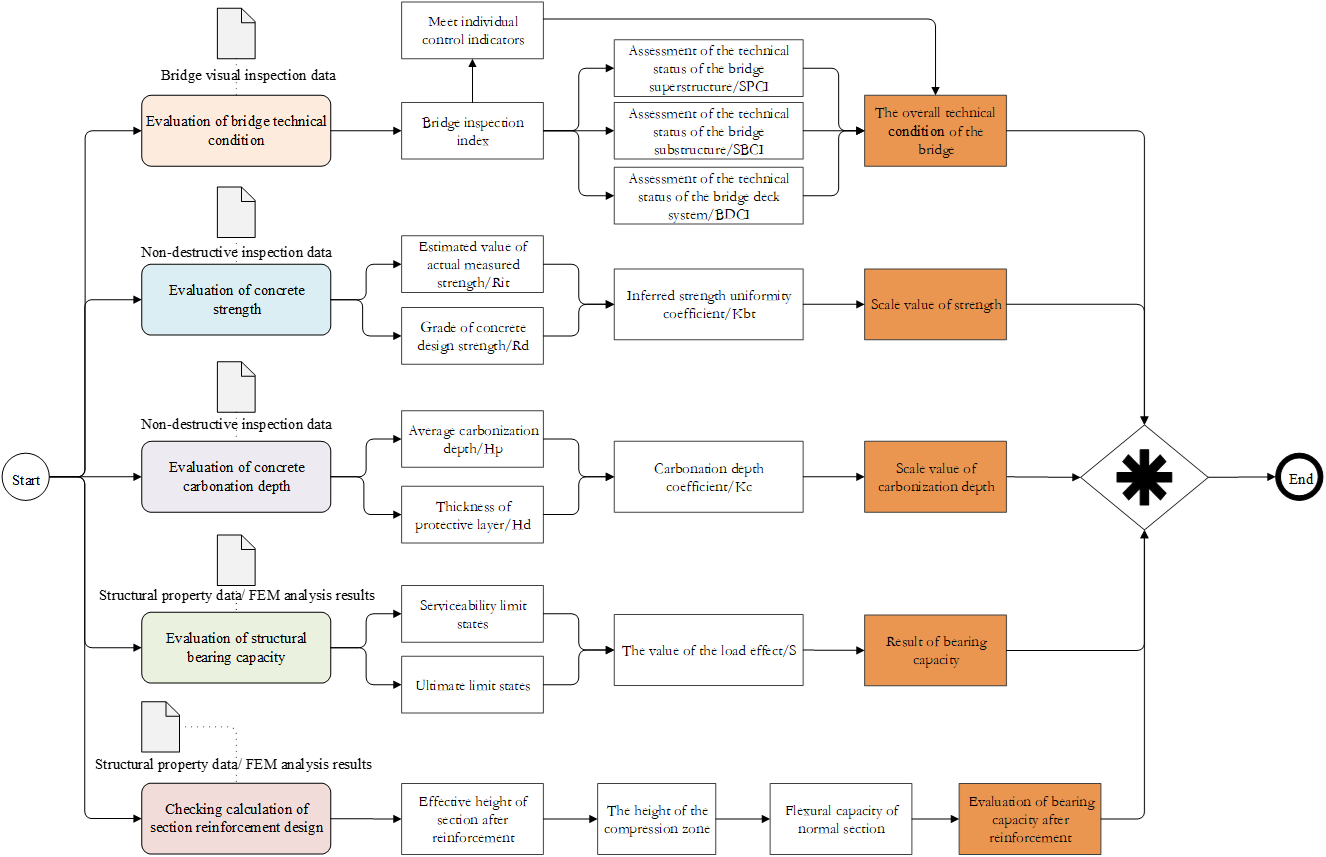 Meet individual
control indicators
Bridge visual inspection data
Evaluation of bridge technical
condition
Bridge inspection
index
Assessment of the technical
status of the bridge
superstructure/SPCI
Assessment of the technical
status of the bridge
substructure/SBCI
Assessment of the technical
status of the bridge deck
system/BDCI
The overall technical
condition of the
bridge
Non-destructive inspection data
Evaluation of concrete
strength
Estimated value of
actual measured
strength/Rit
Grade of concrete
design strength/Rd
Inferred strength uniformity
coefficient/Kbt
Scale value of strength
Non-destructive inspection data
Start
Evaluation of concrete
carbonation depth
Average carbonization
depth/Hp
Thickness of
protective layer/Hd
Carbonation depth
coefficient/Kc
Scale value of
carbonization depth
End
Structural property data/ FEM analysis results
Evaluation of structural
bearing capacity
Serviceability limit
states
Ultimate limit states
The value of the load effect/S
Result of bearing
capacity
Structural property data/ FEM analysis results
Checking calculation of
section reinforcement design
Effective height of
section after
reinforcement
The height of the
compression zone
Flexural capacity of
normal section
Evaluation of bearing
capacity after
reinforcement